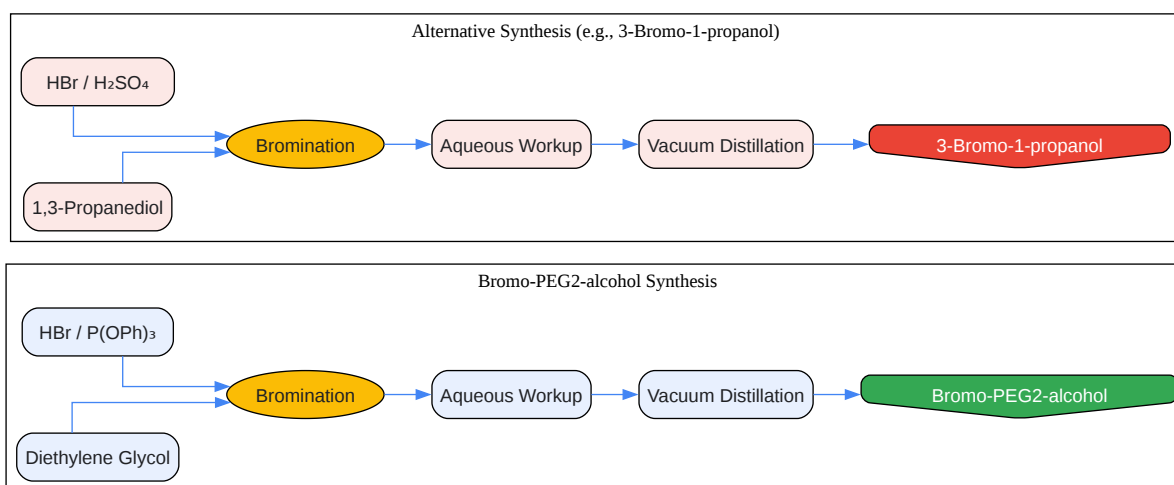 Alternative Synthesis (e.g., 3-Bromo-1-propanol)
HBr / H₂SO₄
Bromination
Aqueous Workup
Vacuum Distillation
3-Bromo-1-propanol
1,3-Propanediol
Bromo-PEG2-alcohol Synthesis
HBr / P(OPh)₃
Bromination
Aqueous Workup
Vacuum Distillation
Bromo-PEG2-alcohol
Diethylene Glycol